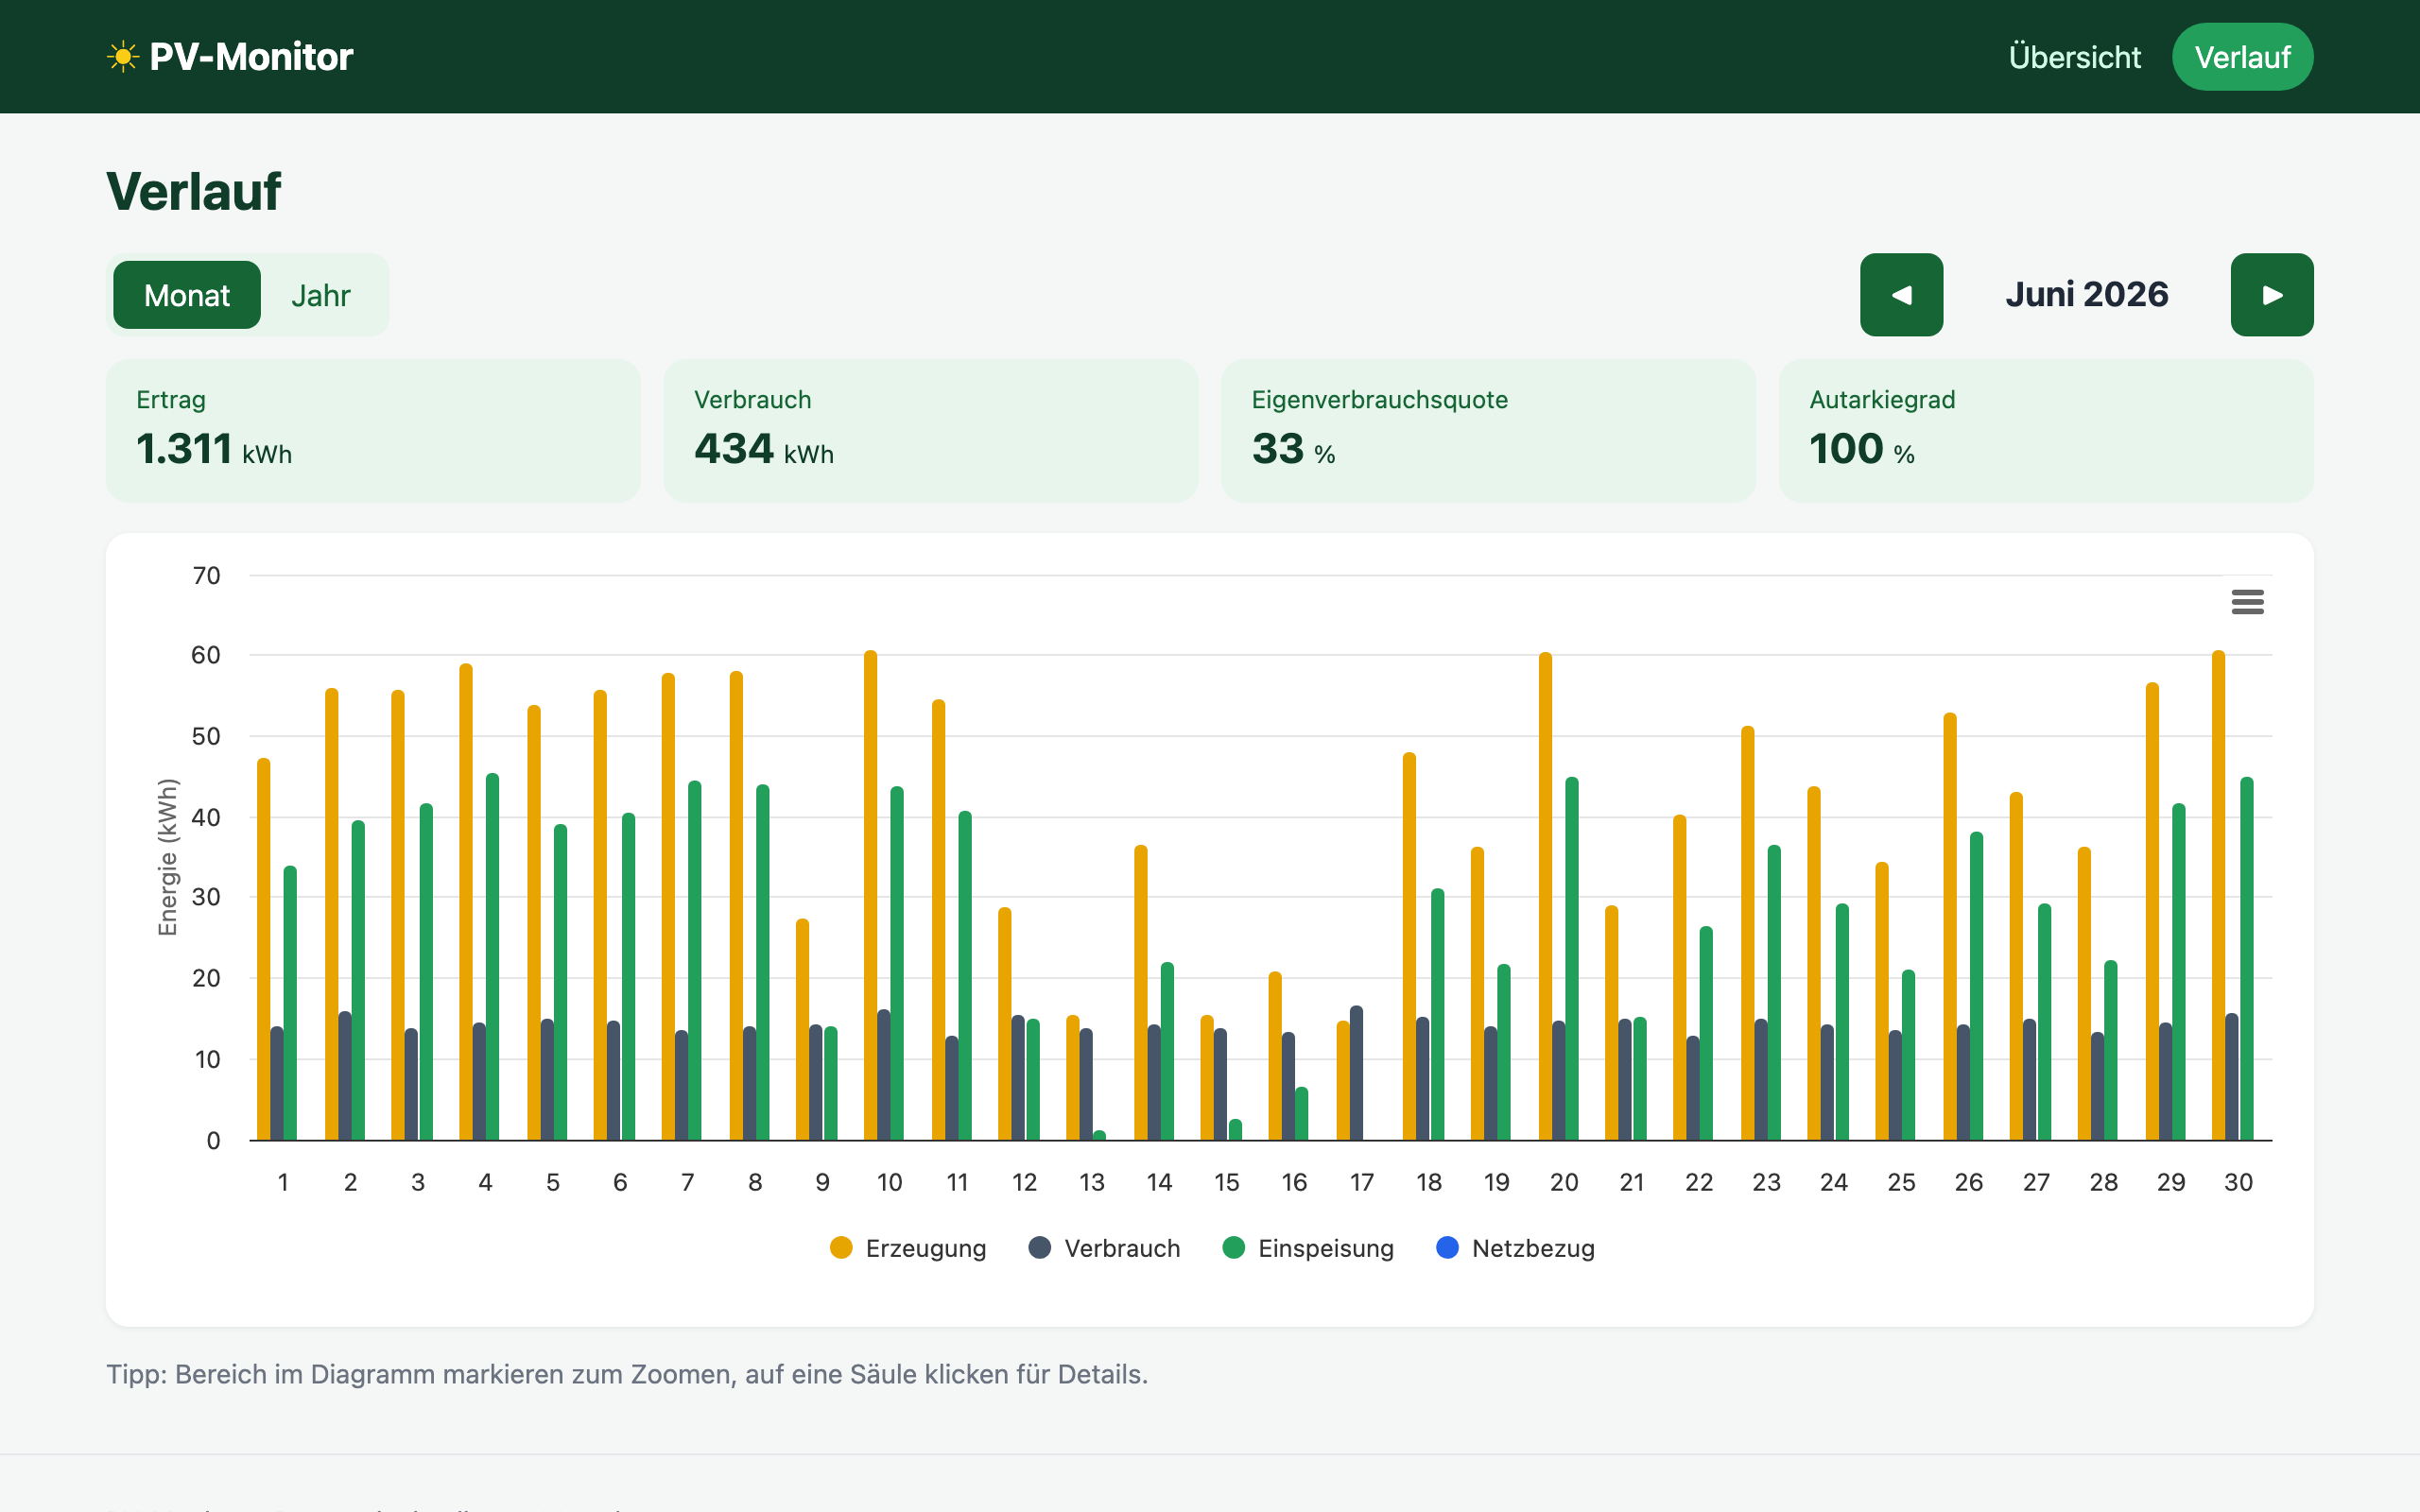 PV-Monitor
Übersicht
Verlauf
Verlauf
Monat
Jahr
Juni 2026
Ertrag
1.311 kWh
Verbrauch
434 kWh
Eigenverbrauchsquote
33 %
Autarkiegrad
100 %
Energie (kWh)
70
60
50
40
30
20
10
0
1 2 3 4 5 6 7 8 9 10 11 12 13 14 15 16 17 18 19 20 21 22 23 24 25 26 27 28 29 30
Erzeugung Verbrauch Einspeisung Netzbezug
Tipp: Bereich im Diagramm markieren zum Zoomen, auf eine Säule klicken für Details.